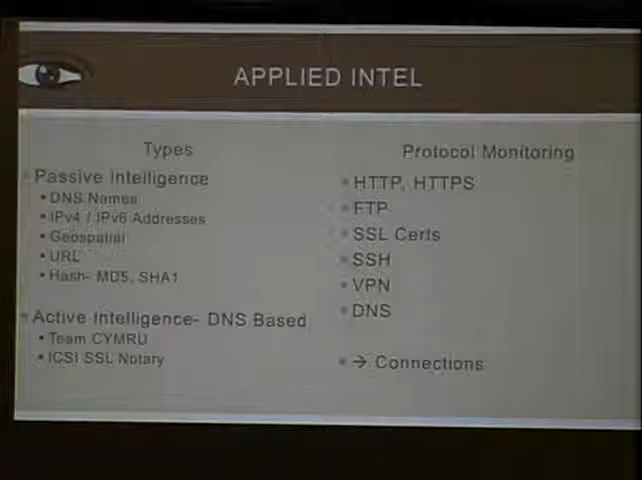 APPLIED INTEL
Types
Passive Intelligence
DNS Names
IPv4 / IPv6 Addresses
Geospatial
URL
Hash- MD5, SHA1
Active Intelligence- DNS Based
Team CYMRU
ICSI SSL Notary
Protocol Monitoring
HTTP, HTTPS
FTP
SSL Certs
SSH
VPN
DNS
→ Connections